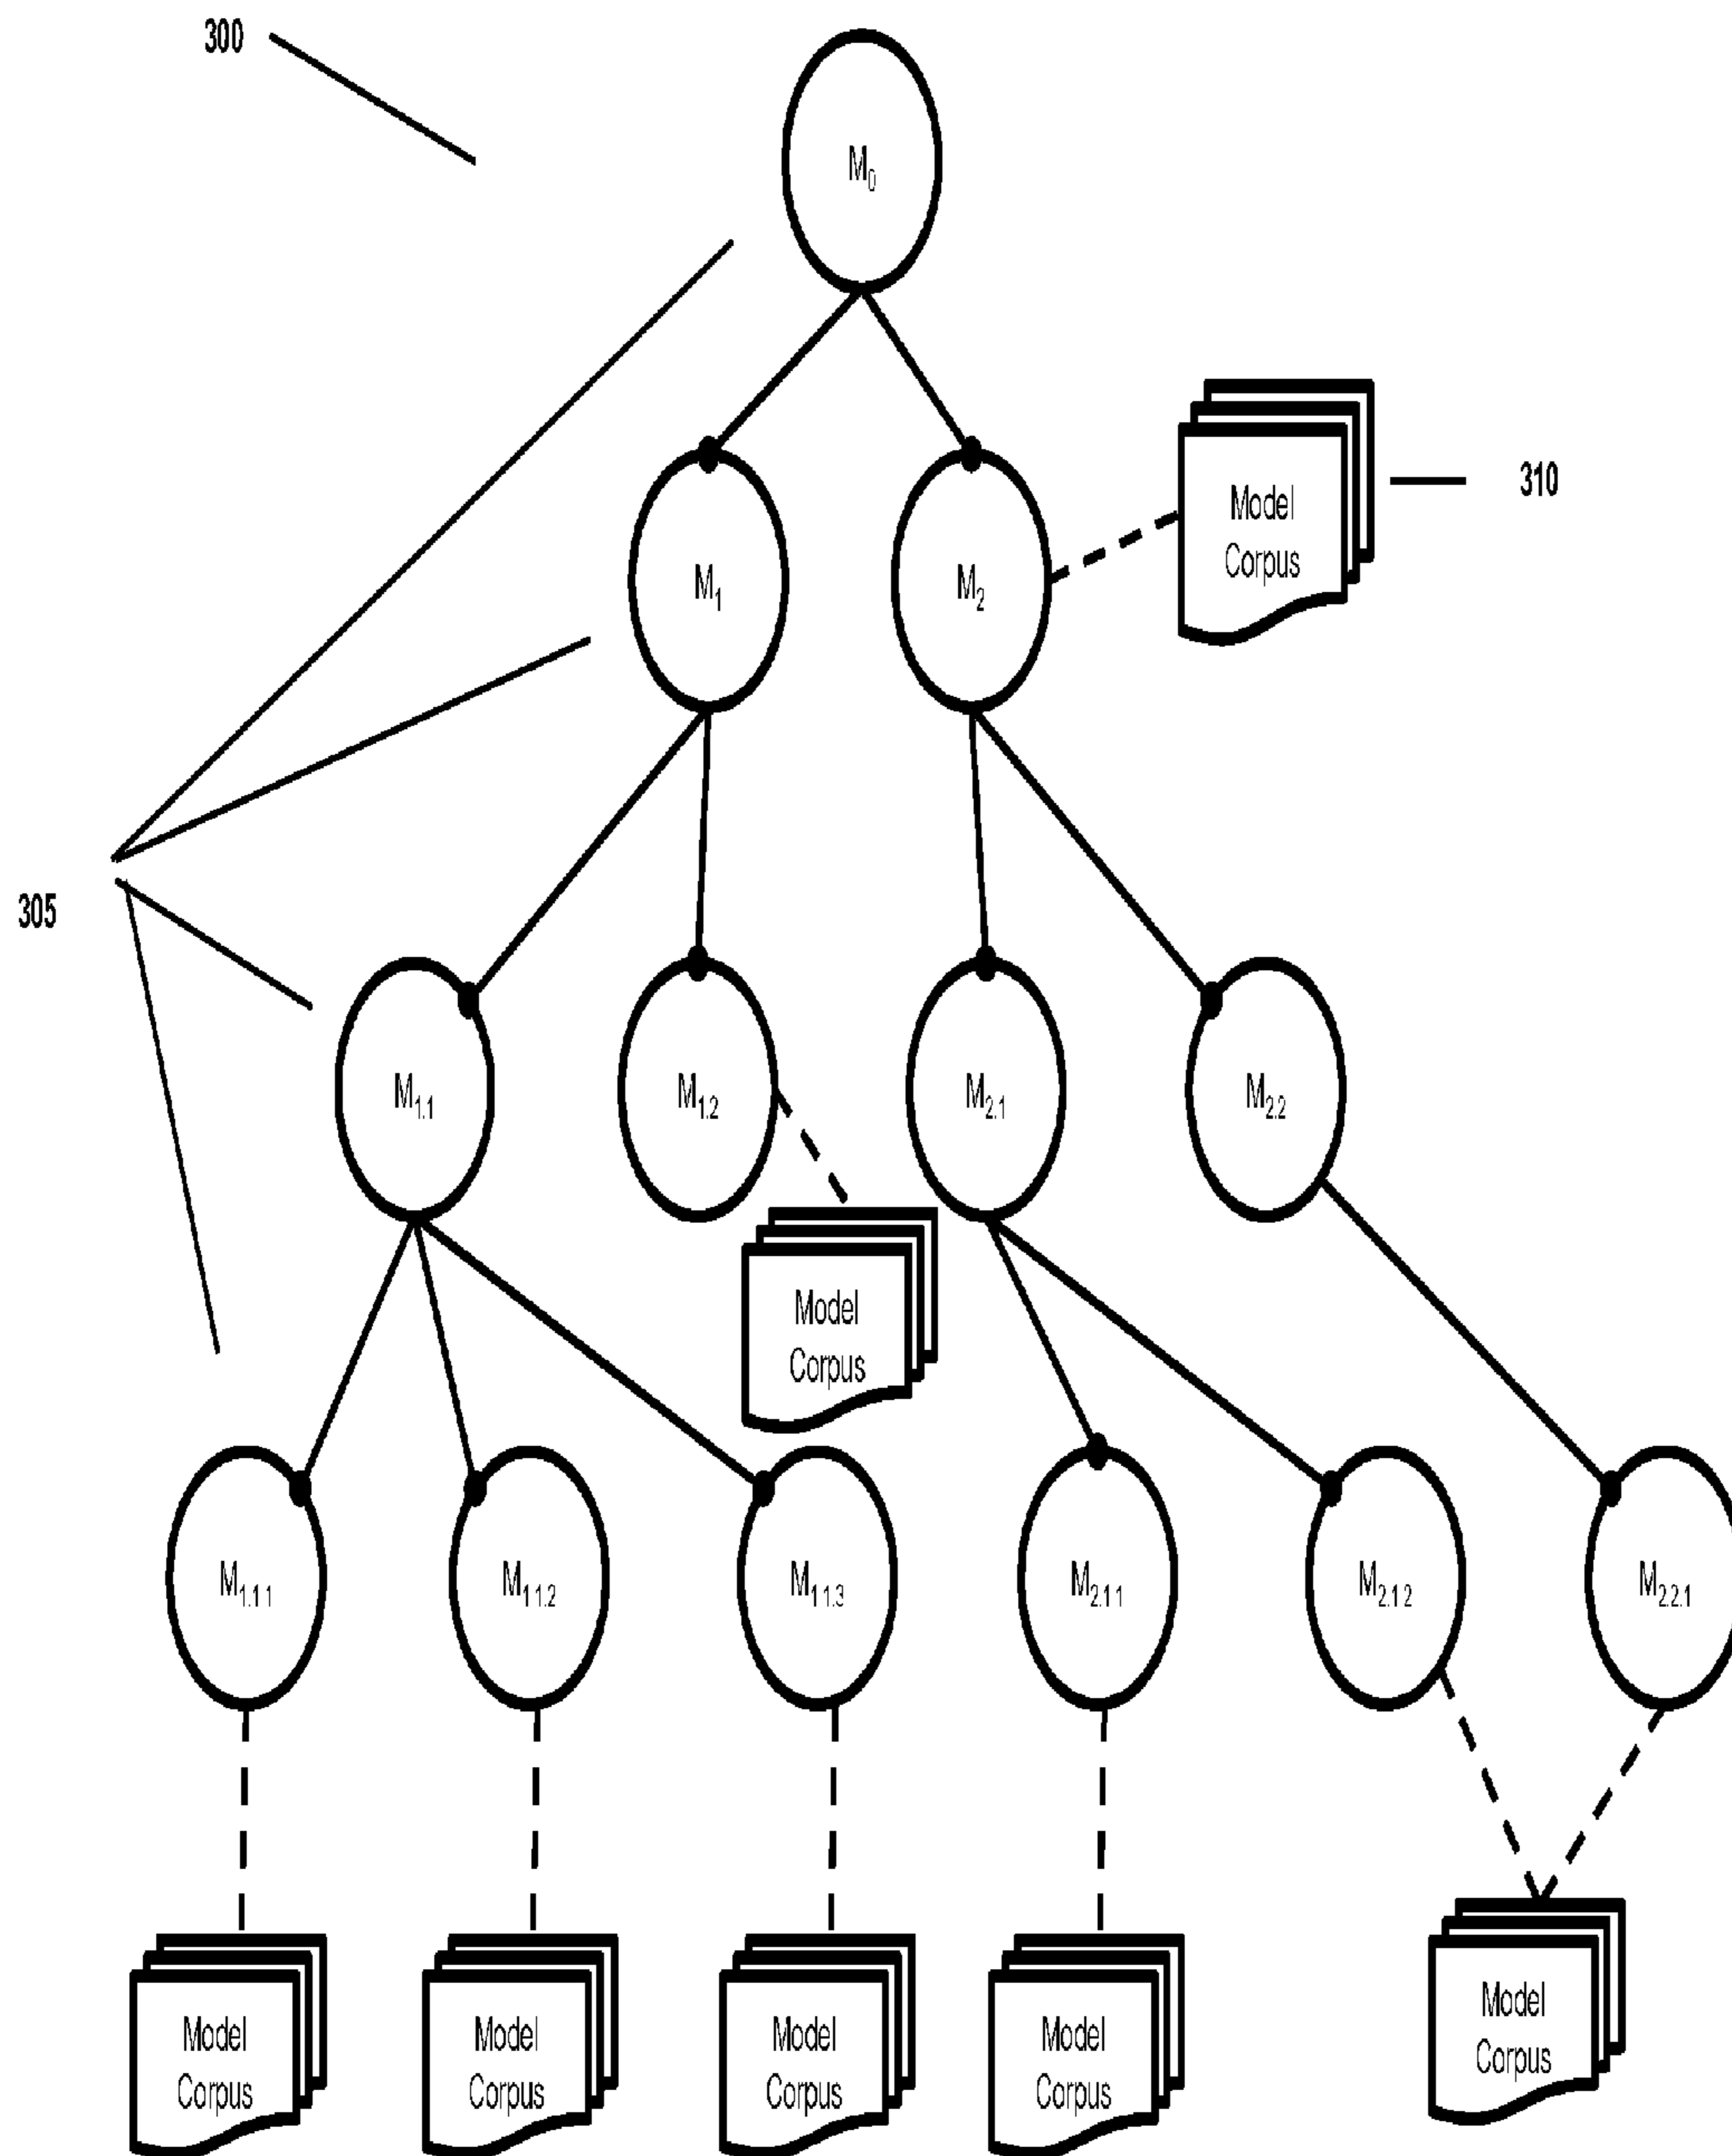 300
M₀
Model
Corpus
310
M₁
M₂
305
M₁.₁
M₁.₂
M₂.₁
M₂.₂
Model
Corpus
M₁.₁.₁
M₁.₁.₂
M₁.₁.₃
M₂.₁.₁
M₂.₁.₂
M₂.₂.₁
Model
Corpus
Model
Corpus
Model
Corpus
Model
Corpus
Model
Corpus